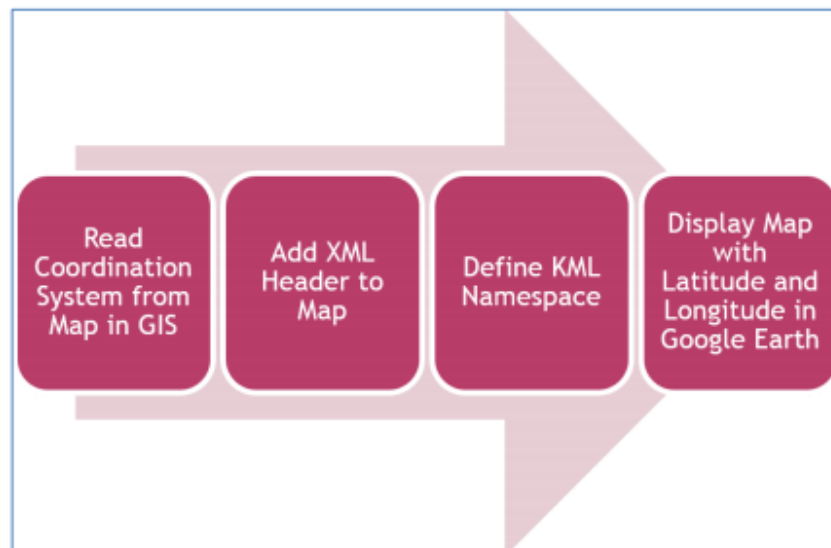 Read
Coordination
System from
Map in GIS
Add XML
Header to
Map
Define KML
Namespace
Display Map
with
Latitude and
Longitude in
Google Earth